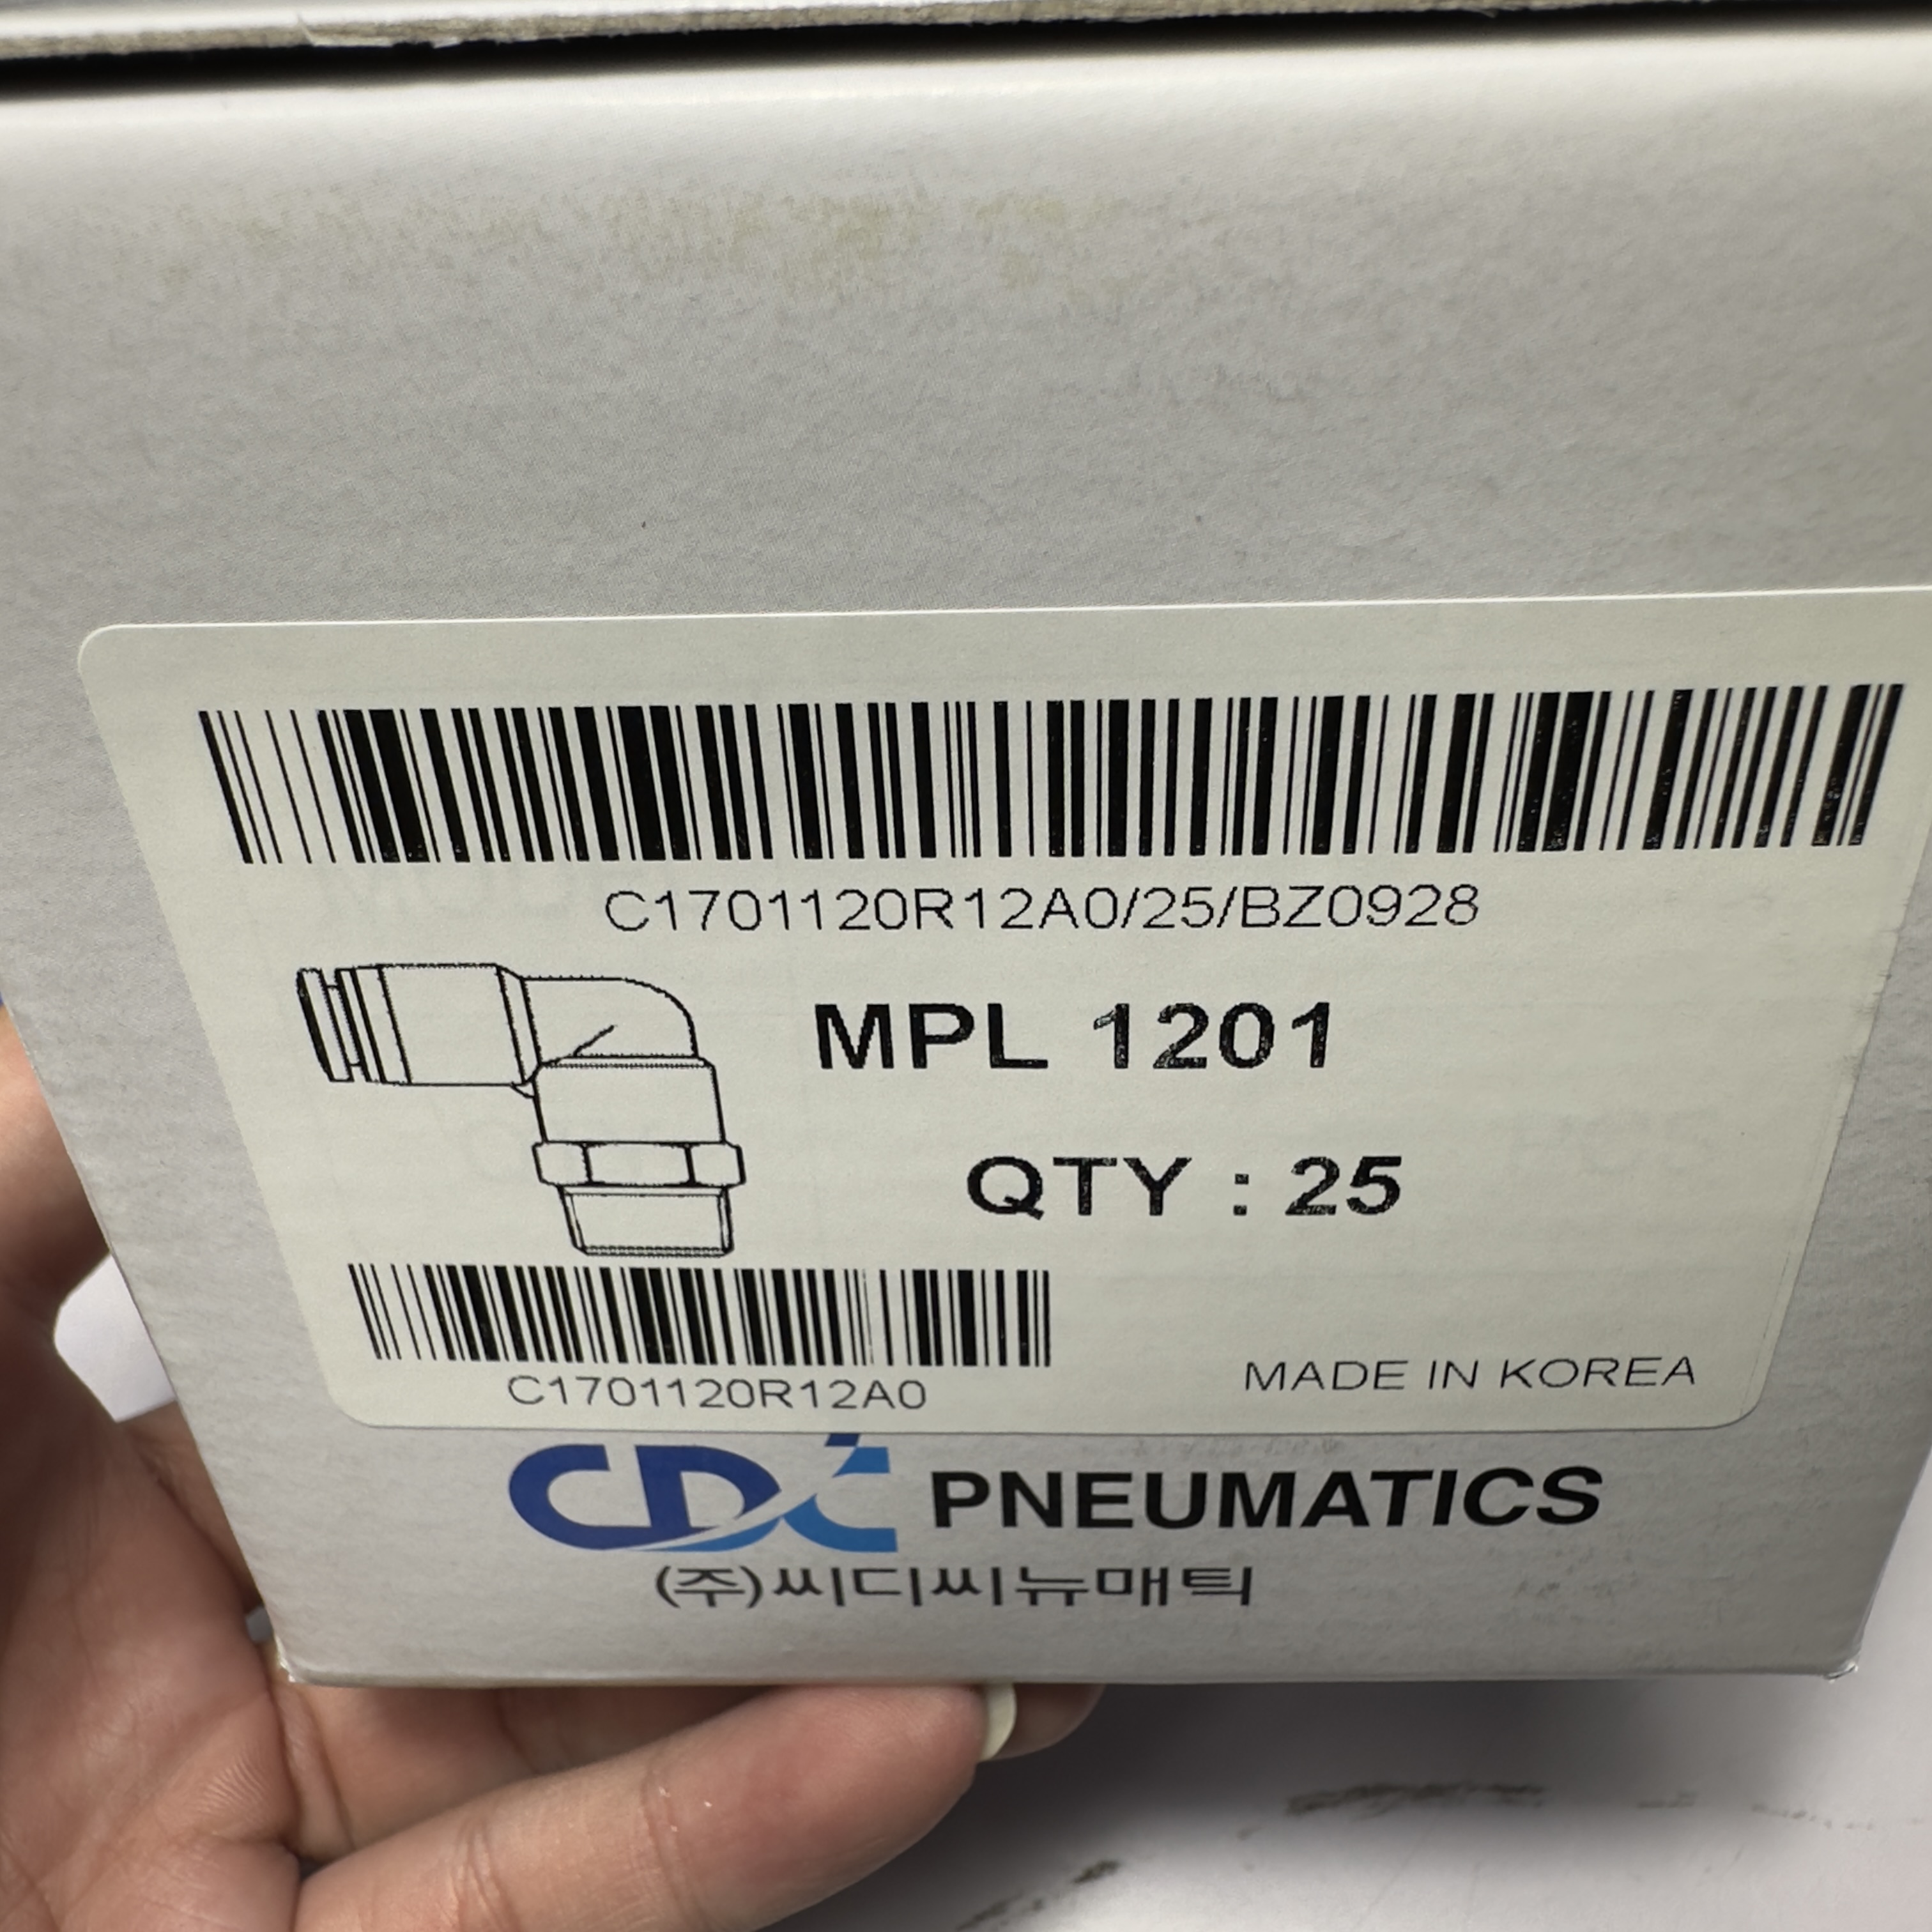 C1701120R12A0/25/BZ0928
MPL 1201
QTY : 25
C1701120R12A0
MADE IN KOREA
CDC PNEUMATICS
(주)씨디씨뉴매틱